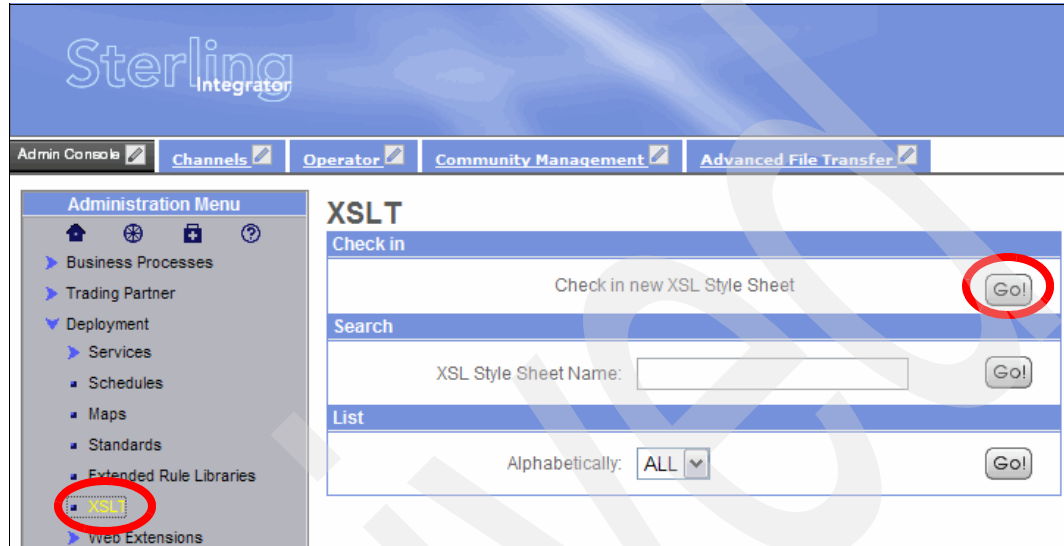 Sterling
Integrator
Admin Console
Channels
Operator
Community Management
Advanced File Transfer
Administration Menu
Business Processes
Trading Partner
Deployment
Services
Schedules
Maps
Standards
Extended Rule Libraries
XSLT
Web Extensions
XSLT
Check in
Check in new XSL Style Sheet
Go!
Search
XSL Style Sheet Name:
Go!
List
Alphabetically:
ALL
Go!